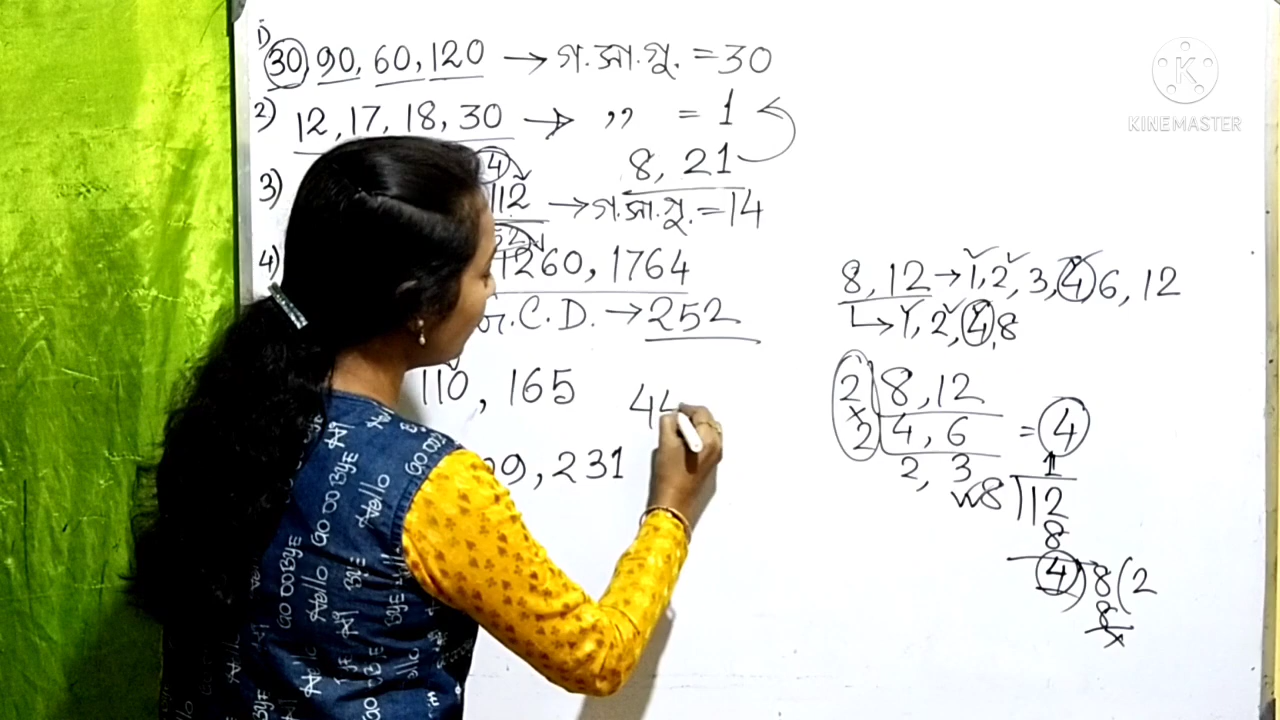 1) 30, 90, 60, 120 → গ.সা.গু. = 30
2) 12, 17, 18, 30 → ,, = 1
8, 21
3) 4
112 → গ.সা.গু. = 14
4) 1260, 1764
G.C.D. → 252
110, 165
99, 231
44
8, 12 → 1, 2, 3, 4, 6, 12
→ 1, 2, 4, 8
2 | 8, 12
×
2 | 4, 6 = 4
2, 3
1
8 ) 12
8
4 ) 8 ( 2
8
×
KINEMASTER